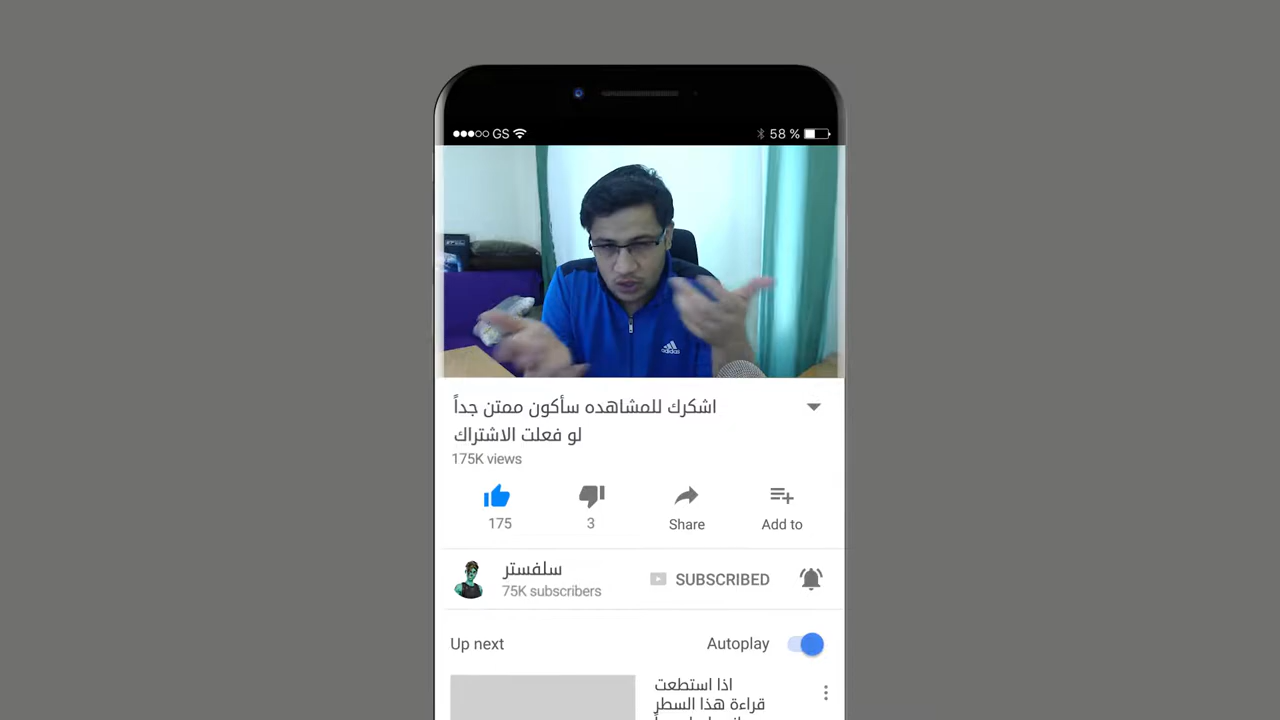 GS
58 %
adidas
اشكرك للمشاهده سأكون ممتن جداً
لو فعلت الاشتراك
175K views
175
3
Share
Add to
سلفستر
75K subscribers
SUBSCRIBED
Up next
Autoplay
اذا استطعت
قراءة هذا السطر